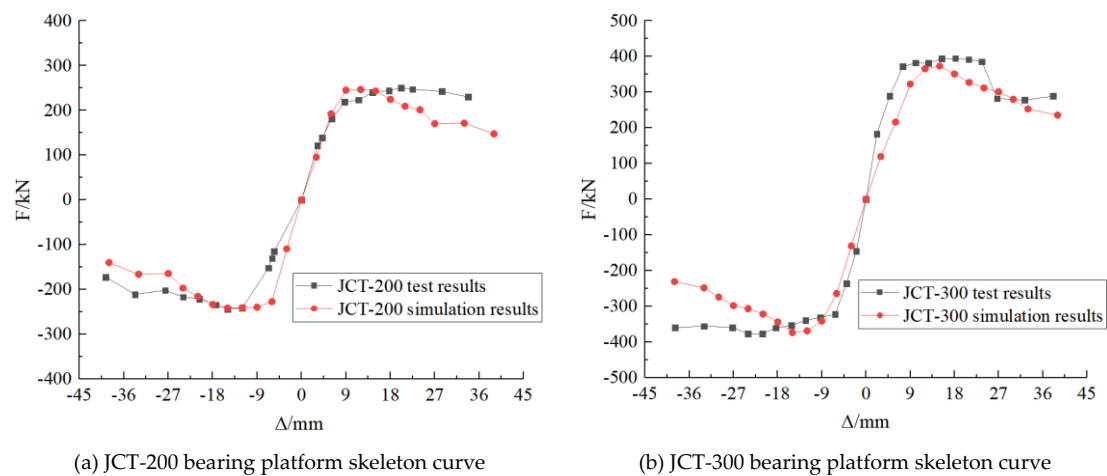 400
300
200
100
0
-100
-200
-300
-400
F/kN
-45 -36 -27 -18 -9 0 9 18 27 36 45
Δ/mm
JCT-200 test results
JCT-200 simulation results
(a) JCT-200 bearing platform skeleton curve
500
400
300
200
100
0
-100
-200
-300
-400
-500
F/kN
-45 -36 -27 -18 -9 0 9 18 27 36 45
Δ/mm
JCT-300 test results
JCT-300 simulation results
(b) JCT-300 bearing platform skeleton curve